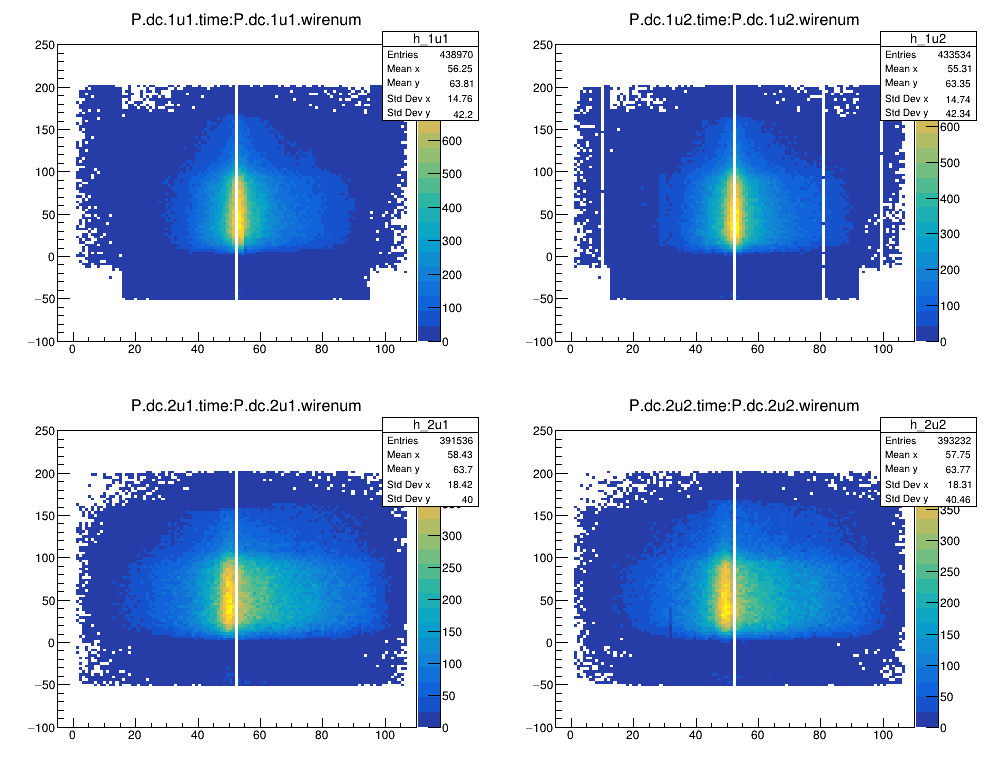 P.dc.1u1.time:P.dc.1u1.wirenum
h_1u1
Entries 438970
Mean x 56.25
Mean y 63.81
Std Dev x 14.76
Std Dev y 42.2
250
200
150
100
50
0
−50
−100
0 20 40 60 80 100
600
500
400
300
200
100
0
P.dc.1u2.time:P.dc.1u2.wirenum
h_1u2
Entries 433534
Mean x 55.31
Mean y 63.35
Std Dev x 14.74
Std Dev y 42.34
250
200
150
100
50
0
−50
−100
0 20 40 60 80 100
600
500
400
300
200
100
0
P.dc.2u1.time:P.dc.2u1.wirenum
h_2u1
Entries 391536
Mean x 58.43
Mean y 63.7
Std Dev x 18.42
Std Dev y 40
250
200
150
100
50
0
−50
−100
0 20 40 60 80 100
300
250
200
150
100
50
0
P.dc.2u2.time:P.dc.2u2.wirenum
h_2u2
Entries 393232
Mean x 57.75
Mean y 63.77
Std Dev x 18.31
Std Dev y 40.46
250
200
150
100
50
0
−50
−100
0 20 40 60 80 100
350
300
250
200
150
100
50
0